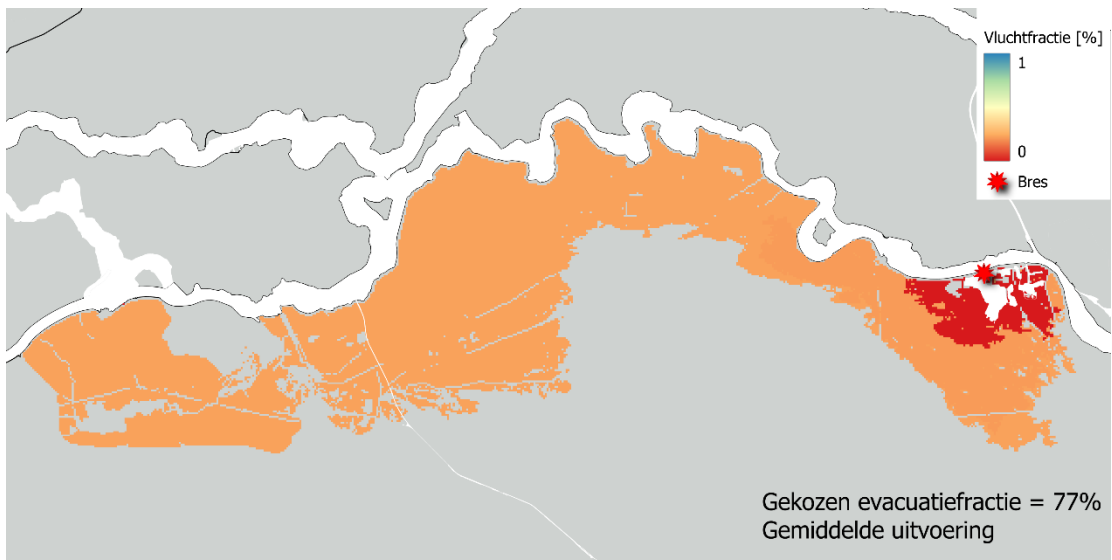 Vluchtfractie [%]
1
0
Bres
Gekozen evacuatiefractie = 77%
Gemiddelde uitvoering